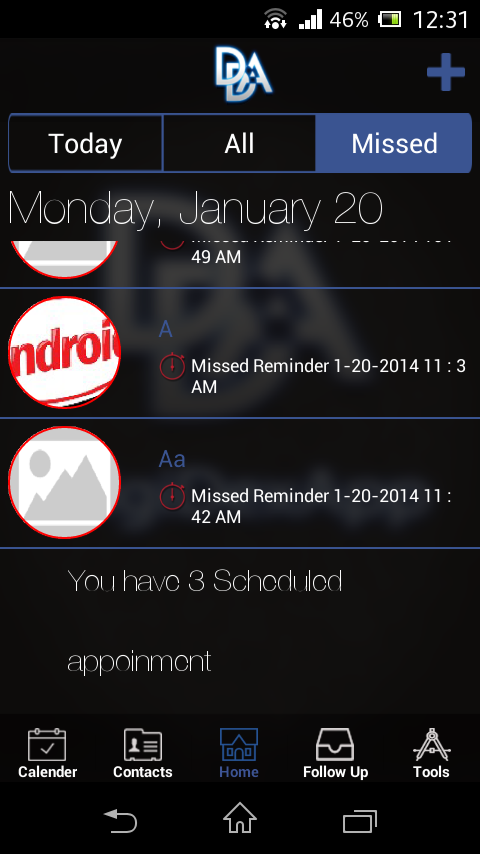 46% 12:31
DDA
Today All Missed
Monday, January 20
Missed Reminder 1-20-2014
49 AM
ndroi
A
Missed Reminder 1-20-2014 11 : 3
AM
Aa
Missed Reminder 1-20-2014 11 :
42 AM
You have 3 Scheduled
appoinment
Calender Contacts Home Follow Up Tools